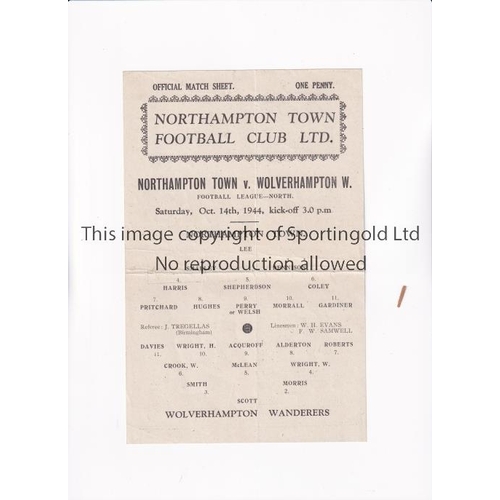 OFFICIAL MATCH SHEET. ONE PENNY.
NORTHAMPTON TOWN
FOOTBALL CLUB LTD.
NORTHAMPTON TOWN v. WOLVERHAMPTON W.
FOOTBALL LEAGUE—NORTH.
Saturday, Oct. 14th, 1944, kick-off 3.0 p.m
NORTHAMPTON TOWN.
This image copyright of Sportingold Ltd
LEE
No reproduction allowed
4. 5. 6.
HARRIS SHEPHERDSON COLEY
7. 8. 9. 10. 11.
PRITCHARD HUGHES PERRY MORRALL GARDINER
or WELSH
Referee: J. TREGELLAS Linesmen: W. H. EVANS
(Birmingham) F. W. SAMWELL
DAVIES WRIGHT, H. ACQUROFF ALDERTON ROBERTS
11. 10. 9. 8. 7.
CROOK, W. McLEAN WRIGHT, W.
6. 5. 4.
SMITH MORRIS
3. 2.
SCOTT
WOLVERHAMPTON WANDERERS